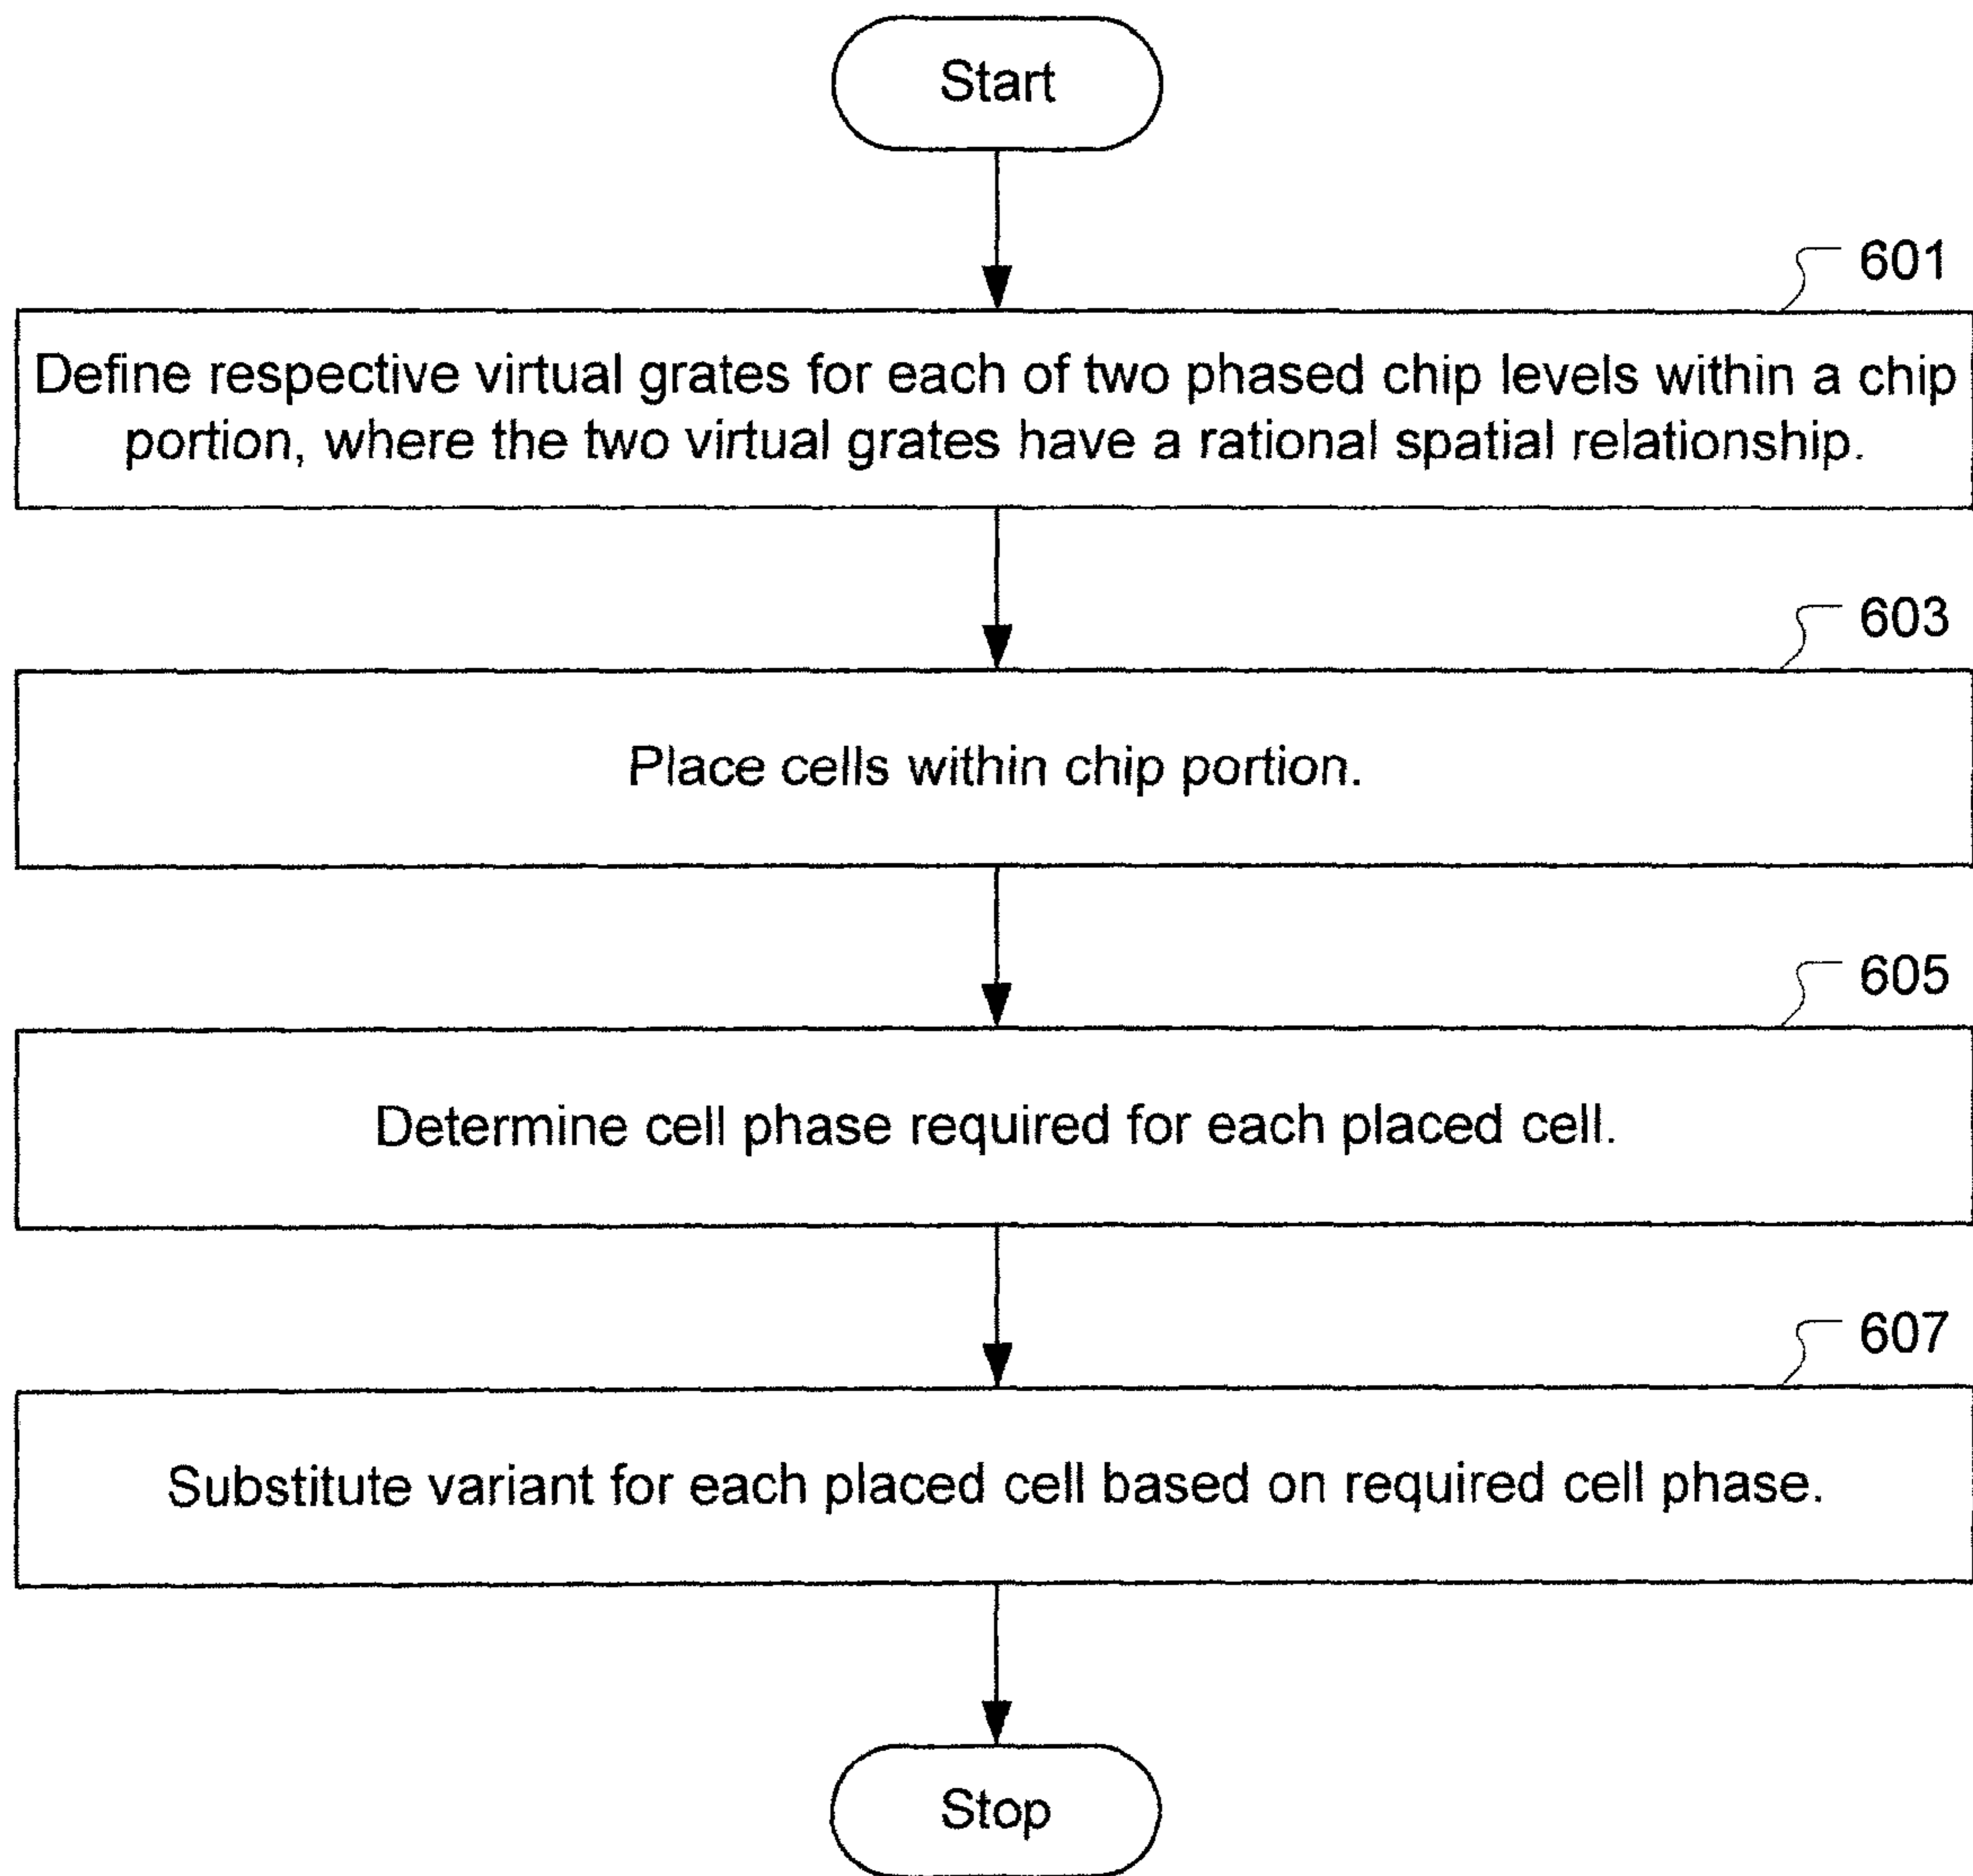 Start
601
Define respective virtual grates for each of two phased chip levels within a chip
portion, where the two virtual grates have a rational spatial relationship.
603
Place cells within chip portion.
605
Determine cell phase required for each placed cell.
607
Substitute variant for each placed cell based on required cell phase.
Stop